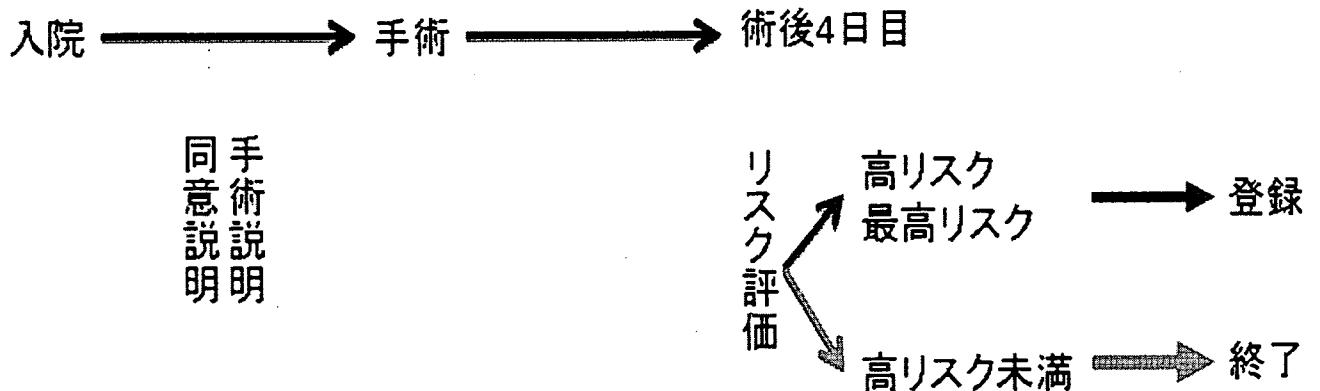 入院
手術
術後4日目
手術説明
同意説明
リスク評価
高リスク
最高リスク
登録
高リスク未満
終了